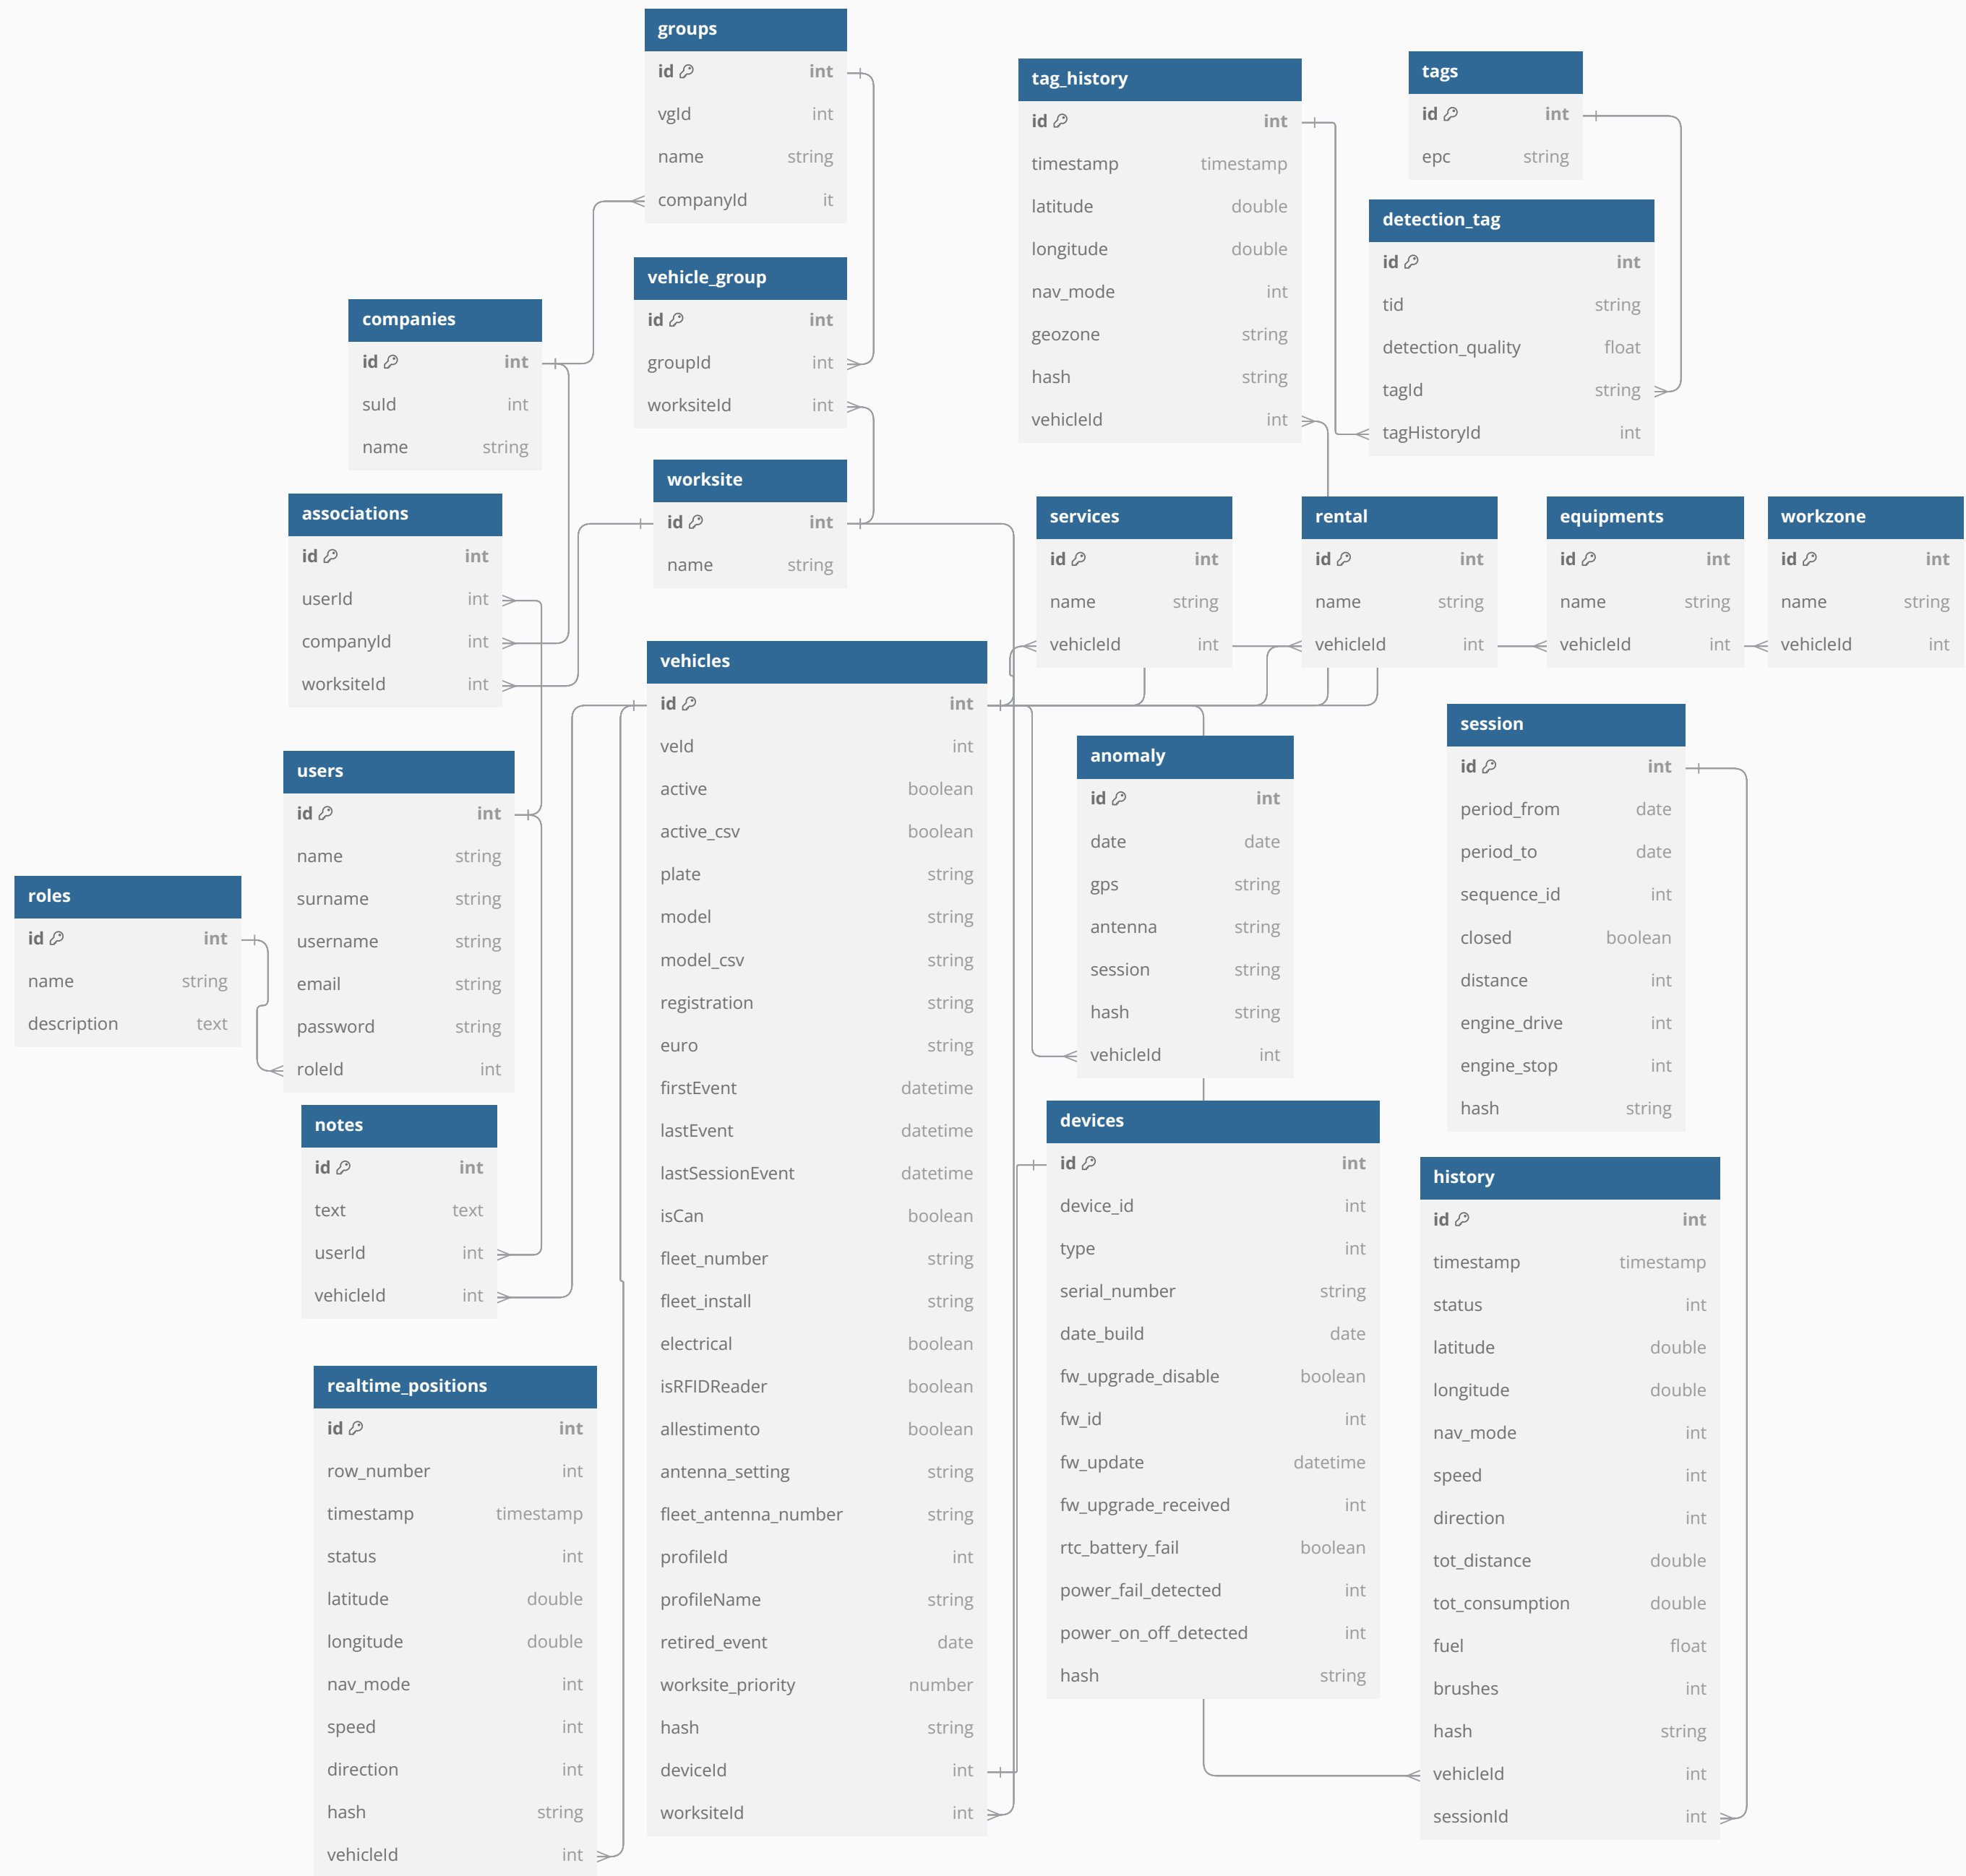 groups
id int
vgId int
name string
companyId it
tag_history
id int
timestamp timestamp
latitude double
longitude double
nav_mode int
geozone string
hash string
vehicleId int
tags
id int
epc string
detection_tag
id int
tid string
detection_quality float
tagId string
tagHistoryId int
vehicle_group
id int
groupId int
worksiteId int
companies
id int
suId int
name string
worksite
id int
name string
associations
id int
userId int
companyId int
worksiteId int
services
id int
name string
vehicleId int
rental
id int
name string
vehicleId int
equipments
id int
name string
vehicleId int
workzone
id int
name string
vehicleId int
vehicles
id int
veId int
active boolean
active_csv boolean
plate string
model string
model_csv string
registration string
euro string
firstEvent datetime
lastEvent datetime
lastSessionEvent datetime
isCan boolean
fleet_number string
fleet_install string
electrical boolean
isRFIDReader boolean
allestimento boolean
antenna_setting string
fleet_antenna_number string
profileId int
profileName string
retired_event date
worksite_priority number
hash string
deviceId int
worksiteId int
users
id int
name string
surname string
username string
email string
password string
roleId int
roles
id int
name string
description text
notes
id int
text text
userId int
vehicleId int
realtime_positions
id int
row_number int
timestamp timestamp
status int
latitude double
longitude double
nav_mode int
speed int
direction int
hash string
vehicleId int
anomaly
id int
date date
gps string
antenna string
session string
hash string
vehicleId int
devices
id int
device_id int
type int
serial_number string
date_build date
fw_upgrade_disable boolean
fw_id int
fw_update datetime
fw_upgrade_received int
rtc_battery_fail boolean
power_fail_detected int
power_on_off_detected int
hash string
session
id int
period_from date
period_to date
sequence_id int
closed boolean
distance int
engine_drive int
engine_stop int
hash string
history
id int
timestamp timestamp
status int
latitude double
longitude double
nav_mode int
speed int
direction int
tot_distance double
tot_consumption double
fuel float
brushes int
hash string
vehicleId int
sessionId int